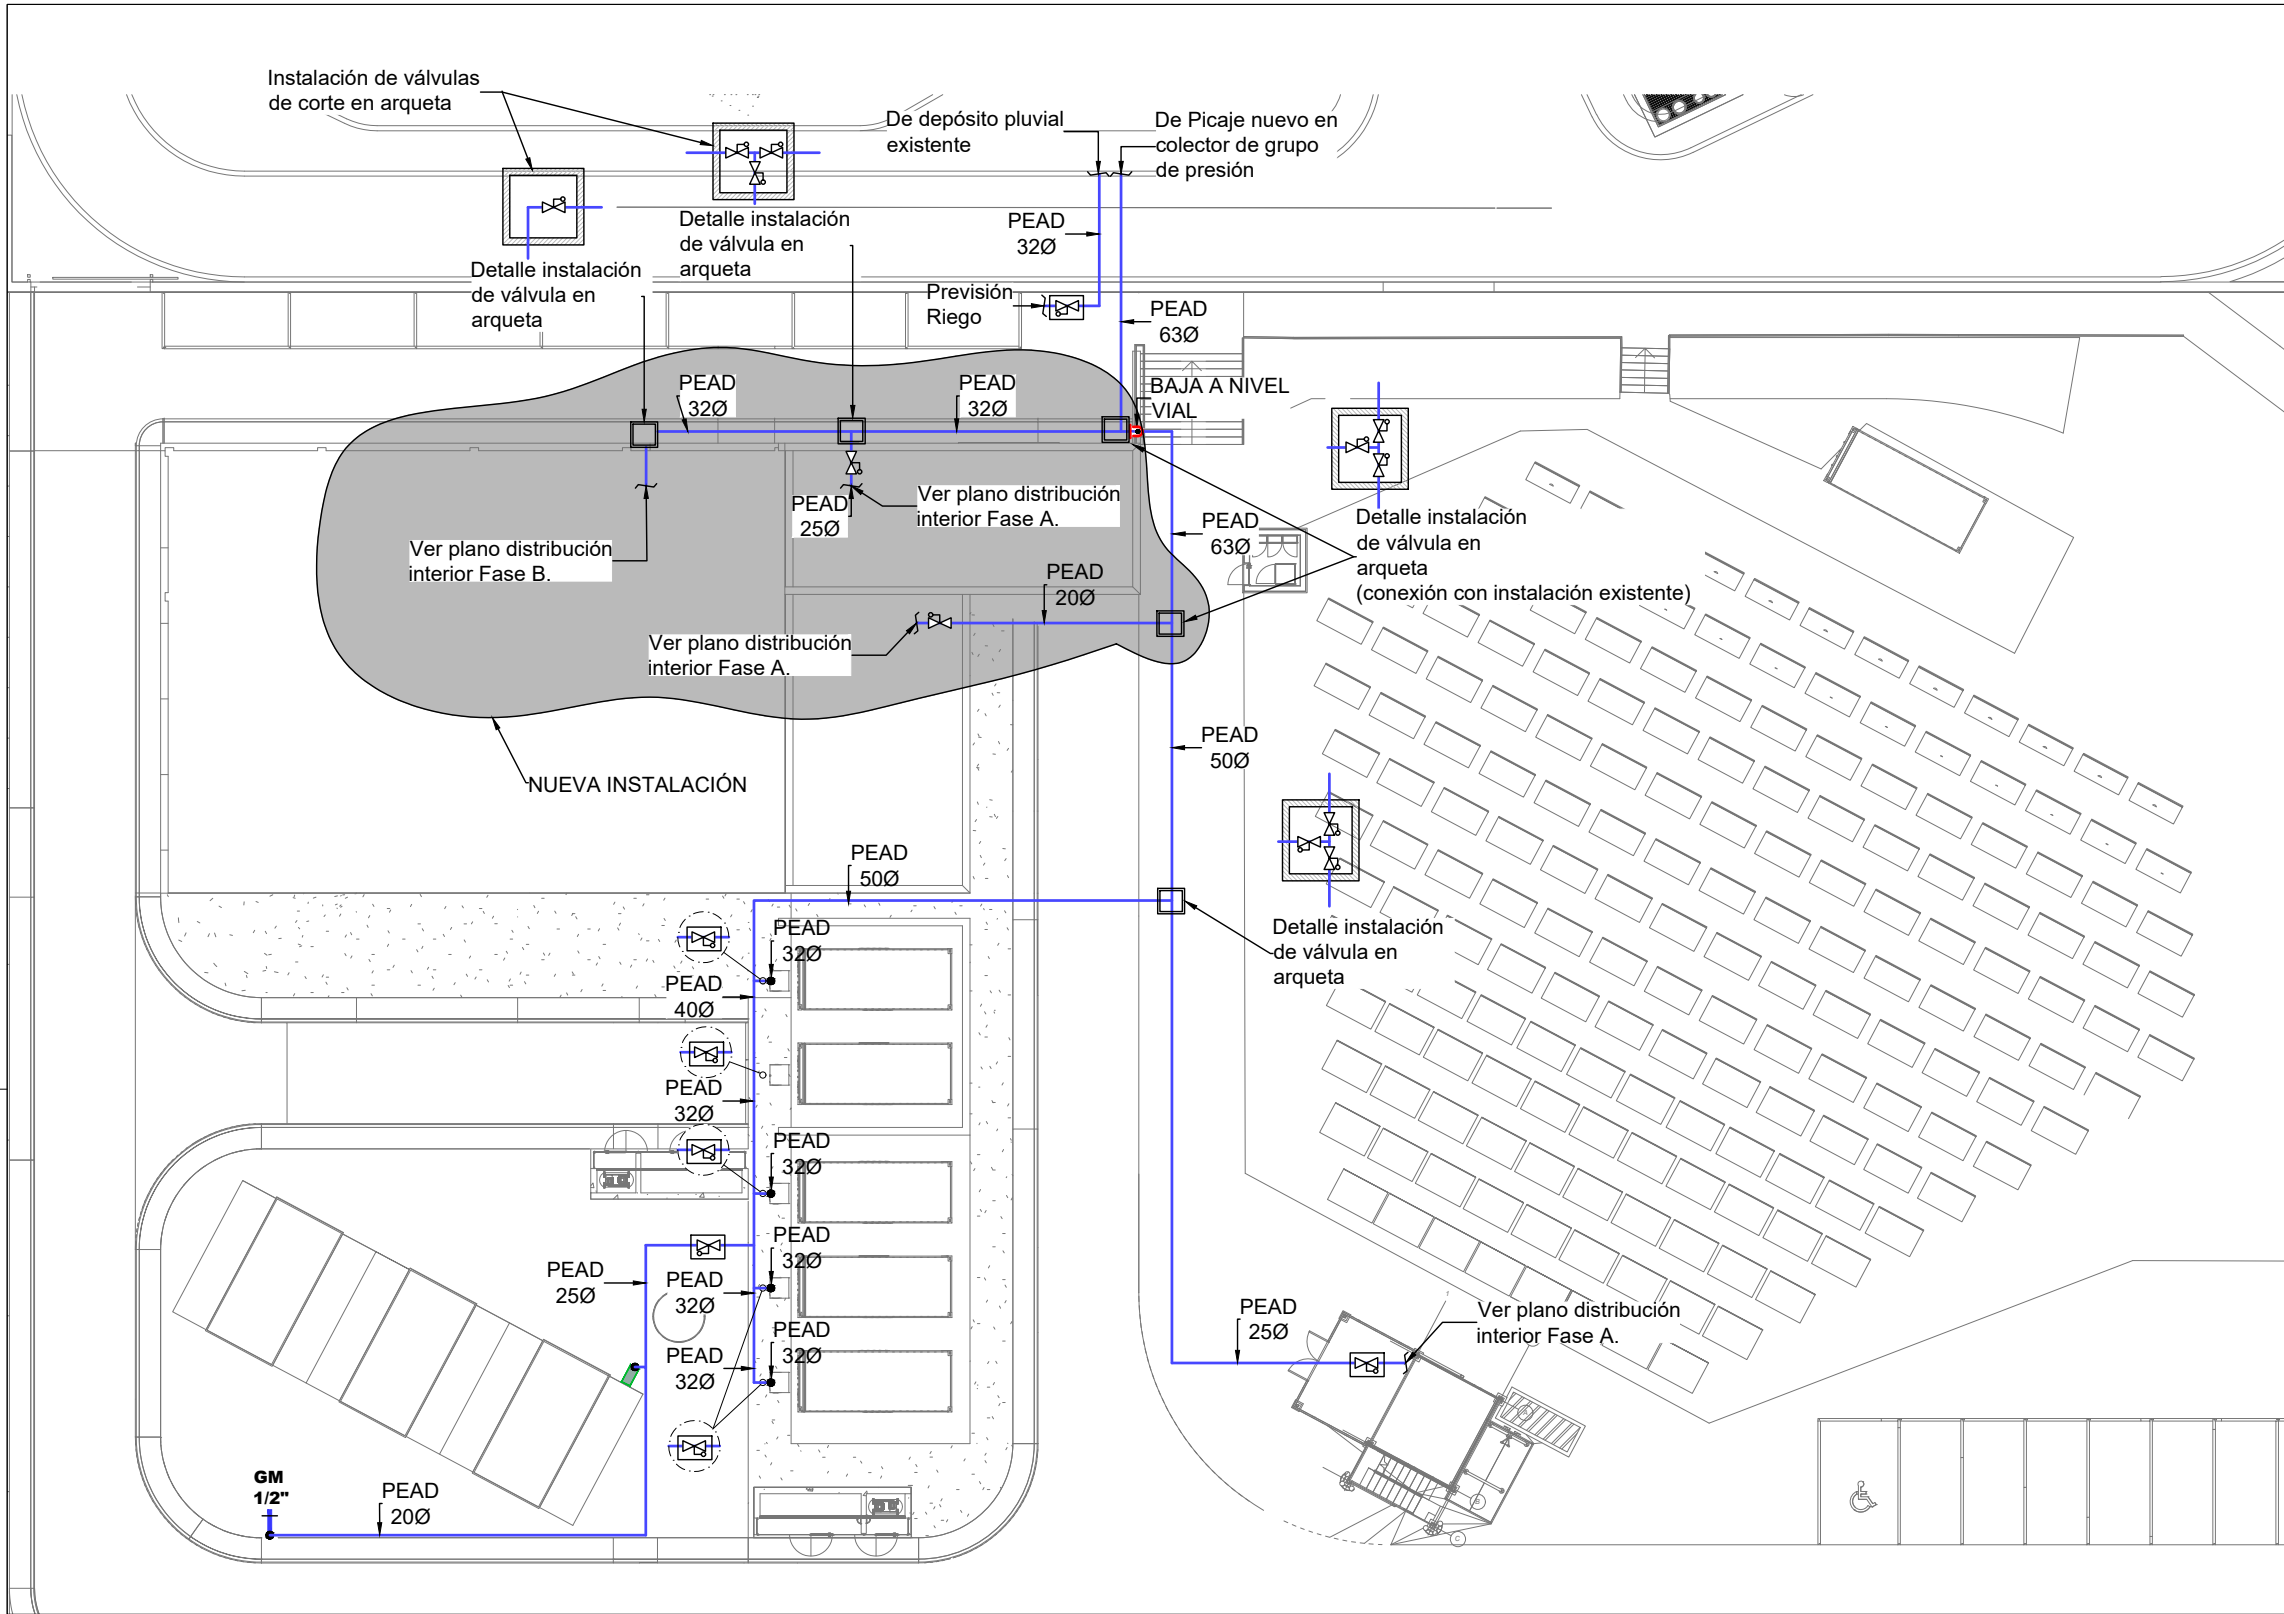 Instalación de válvulas
de corte en arqueta
De depósito pluvial
existente
De Picaje nuevo en
colector de grupo
de presión
Detalle instalación
de válvula en
arqueta
Detalle instalación
de válvula en
arqueta
PEAD
32Ø
Previsión
Riego
PEAD
63Ø
PEAD
32Ø
PEAD
32Ø
BAJA A NIVEL
VIAL
PEAD
25Ø
Ver plano distribución
interior Fase A.
Ver plano distribución
interior Fase B.
PEAD
63Ø
Detalle instalación
de válvula en
arqueta
(conexión con instalación existente)
PEAD
20Ø
Ver plano distribución
interior Fase A.
NUEVA INSTALACIÓN
PEAD
50Ø
PEAD
50Ø
Detalle instalación
de válvula en
arqueta
PEAD
32Ø
PEAD
40Ø
PEAD
32Ø
PEAD
32Ø
PEAD
32Ø
PEAD
25Ø
PEAD
32Ø
PEAD
32Ø
PEAD
32Ø
PEAD
25Ø
Ver plano distribución
interior Fase A.
GM
1/2"
PEAD
20Ø